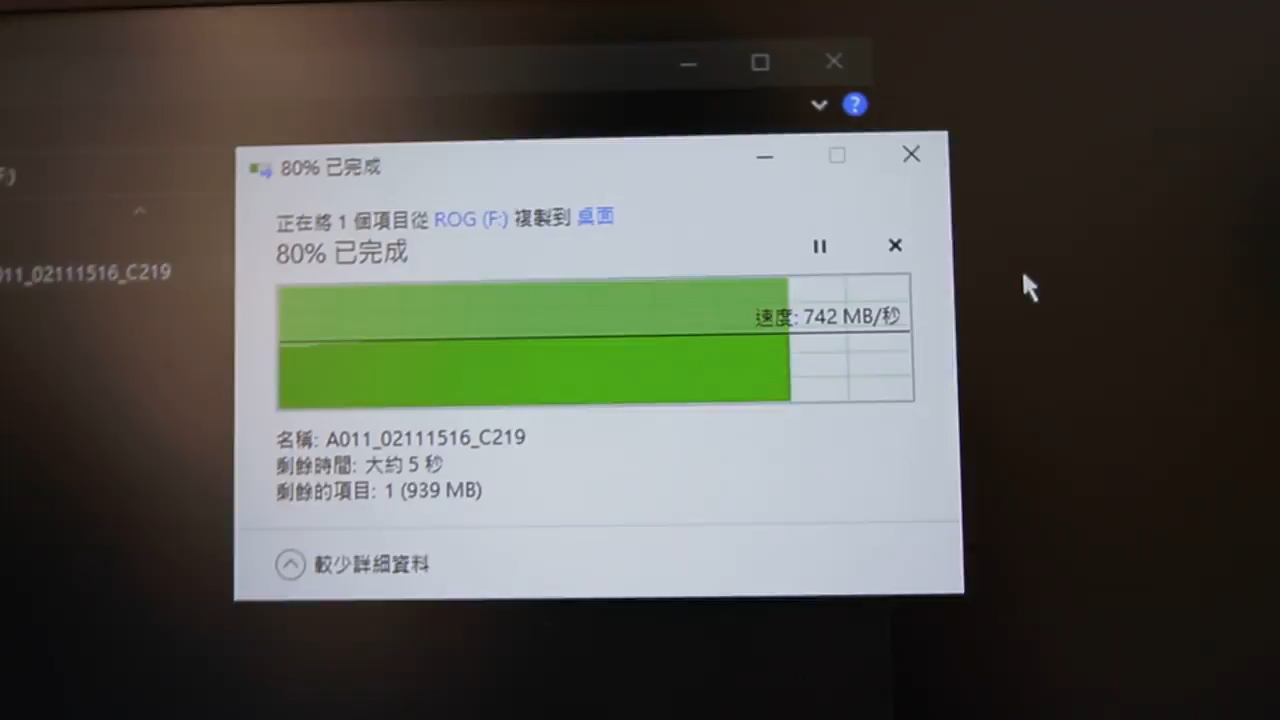 ?
80% 已完成
F:)
正在將 1 個項目從 ROG (F:) 複製到 桌面
80% 已完成
011_02111516_C219
速度: 742 MB/秒
名稱: A011_02111516_C219
剩餘時間: 大約 5 秒
剩餘的項目: 1 (939 MB)
較少詳細資料